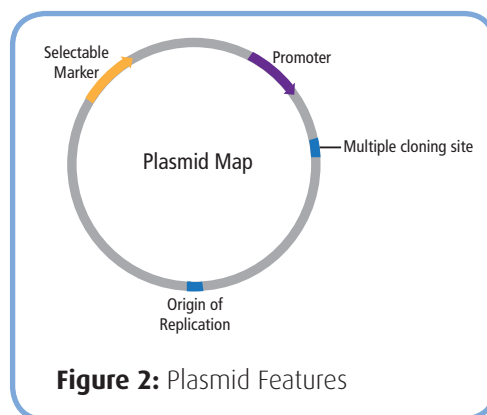 Selectable
Marker
Promoter
Plasmid Map
Multiple cloning site
Origin of
Replication
Figure 2: Plasmid Features